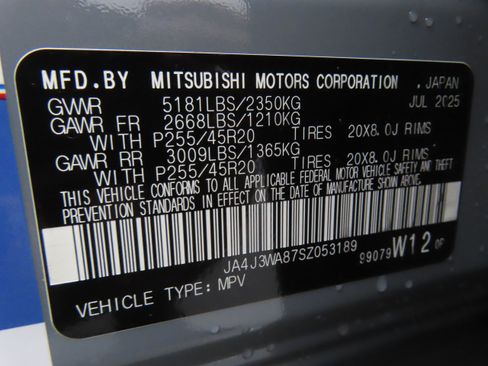 MFD.BY MITSUBISHI MOTORS CORPORATION, JAPAN
GVWR 5181LBS/2350KG JUL 2025
GAWR FR 2668LBS/1210KG
WITH P255/45R20 TIRES 20X8.0J RIMS
GAWR RR 3009LBS/1365KG
WITH P255/45R20 TIRES 20X8.0J RIMS
THIS VEHICLE CONFORMS TO ALL APPLICABLE FEDERAL MOTOR VEHICLE SAFETY AND THEFT
PREVENTION STANDARDS IN EFFECT ON THE DATE OF MANUFACTURE SHOWN ABOVE.
JA4J3WA87SZ053189
99079 W12 OF
VEHICLE TYPE: MPV